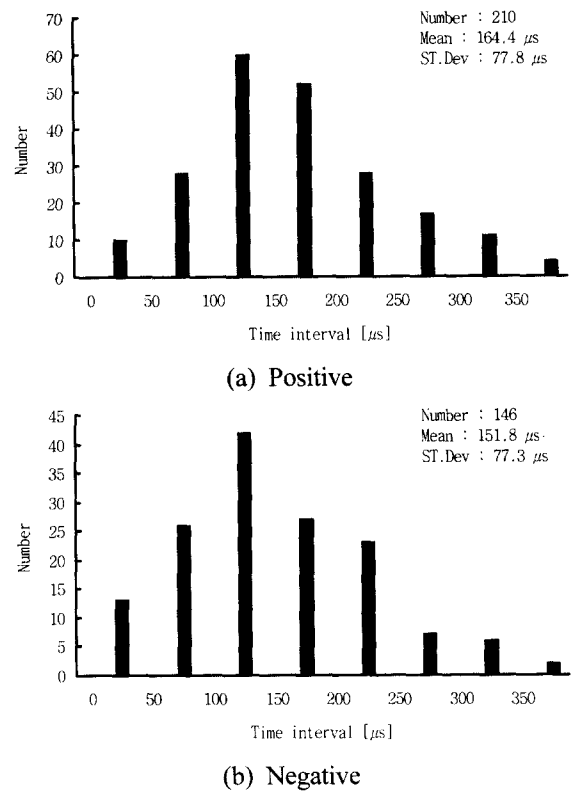 70
60
50
40
30
20
10
0
Number
Number : 210
Mean : 164.4 μs
ST.Dev : 77.8 μs
0 50 100 150 200 250 300 350
Time interval [μs]
(a) Positive
45
40
35
30
25
20
15
10
5
0
Number
Number : 146
Mean : 151.8 μs
ST.Dev : 77.3 μs
0 50 100 150 200 250 300 350
Time interval [μs]
(b) Negative